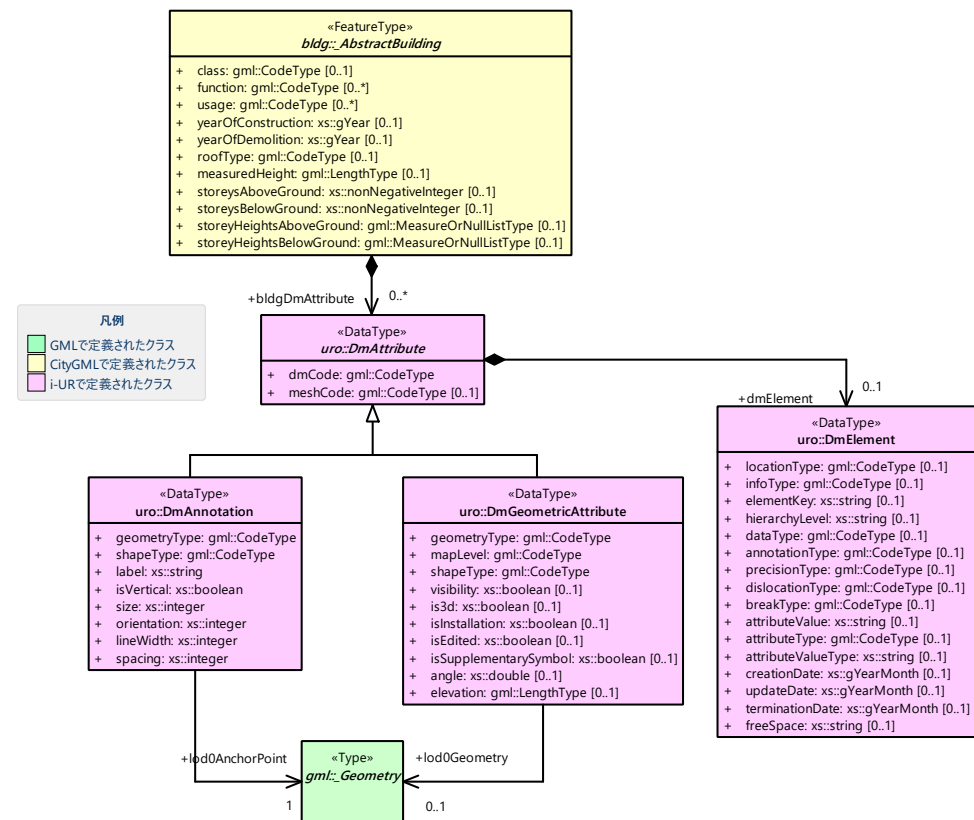 «FeatureType»
bldg::_AbstractBuilding
+ class: gml::CodeType [0..1]
+ function: gml::CodeType [0..*]
+ usage: gml::CodeType [0..*]
+ yearOfConstruction: xs::gYear [0..1]
+ yearOfDemolition: xs::gYear [0..1]
+ roofType: gml::CodeType [0..1]
+ measuredHeight: gml::LengthType [0..1]
+ storeysAboveGround: xs::nonNegativeInteger [0..1]
+ storeysBelowGround: xs::nonNegativeInteger [0..1]
+ storeyHeightsAboveGround: gml::MeasureOrNullListType [0..1]
+ storeyHeightsBelowGround: gml::MeasureOrNullListType [0..1]
+bldgDmAttribute 0..*
凡例
GMLで定義されたクラス
CityGMLで定義されたクラス
i-URで定義されたクラス
«DataType»
uro::DmAttribute
+ dmCode: gml::CodeType
+ meshCode: gml::CodeType [0..1]
+dmElement 0..1
«DataType»
uro::DmElement
+ locationType: gml::CodeType [0..1]
+ infoType: gml::CodeType [0..1]
+ elementKey: xs::string [0..1]
+ hierarchyLevel: xs::string [0..1]
+ dataType: gml::CodeType [0..1]
+ annotationType: gml::CodeType [0..1]
+ precisionType: gml::CodeType [0..1]
+ dislocationType: gml::CodeType [0..1]
+ breakType: gml::CodeType [0..1]
+ attributeValue: xs::string [0..1]
+ attributeType: gml::CodeType [0..1]
+ attributeValueType: xs::string [0..1]
+ creationDate: xs::gYearMonth [0..1]
+ updateDate: xs::gYearMonth [0..1]
+ terminationDate: xs::gYearMonth [0..1]
+ freeSpace: xs::string [0..1]
«DataType»
uro::DmAnnotation
+ geometryType: gml::CodeType
+ shapeType: gml::CodeType
+ label: xs::string
+ isVertical: xs::boolean
+ size: xs::integer
+ orientation: xs::integer
+ lineWidth: xs::integer
+ spacing: xs::integer
«DataType»
uro::DmGeometricAttribute
+ geometryType: gml::CodeType
+ mapLevel: gml::CodeType
+ shapeType: gml::CodeType
+ visibility: xs::boolean [0..1]
+ is3d: xs::boolean [0..1]
+ isInstallation: xs::boolean [0..1]
+ isEdited: xs::boolean [0..1]
+ isSupplementarySymbol: xs::boolean [0..1]
+ angle: xs::double [0..1]
+ elevation: gml::LengthType [0..1]
+lod0AnchorPoint
1
«Type»
gml::_Geometry
+lod0Geometry
0..1